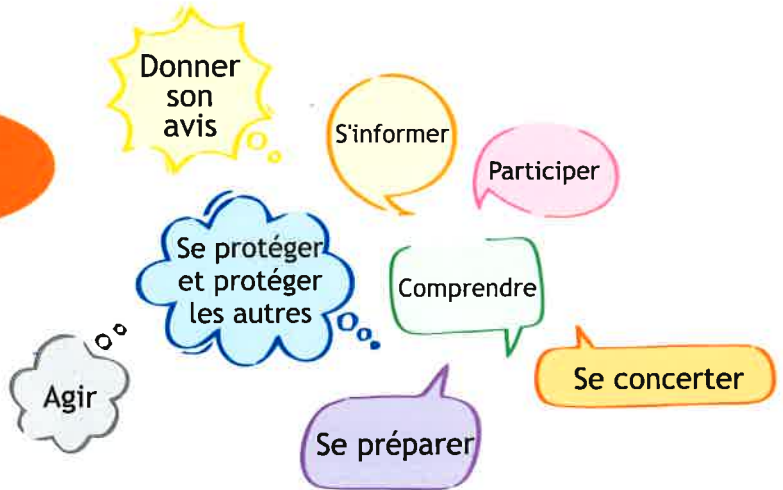 Donner
son
avis
S'informer
Participer
Se protéger
et protéger
les autres
Comprendre
Se concerter
Agir
Se préparer